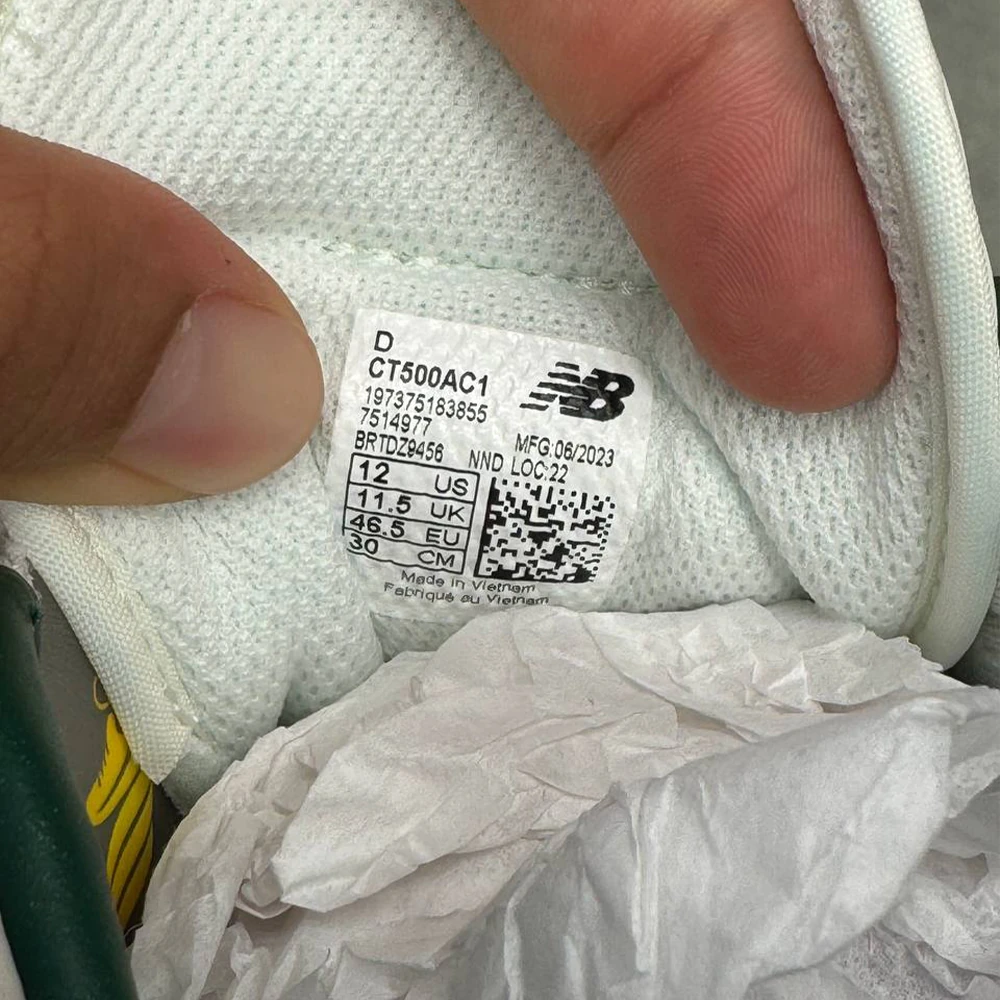 D
CT500AC1
197375183855
7514977
BRTDZ9456
NB
MFG:06/2023
NND LOC:22
12 US
11.5 UK
46.5 EU
30 CM
Made in Vietnam
Fabriqué au Vietnam